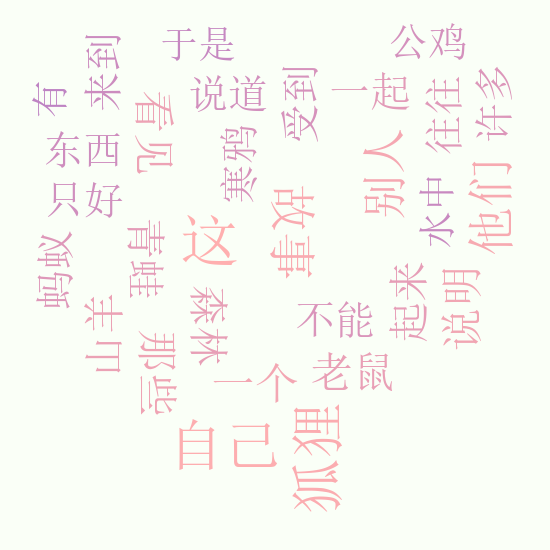 于是
公鸡
来到
有
看见
说道
受到
一起
往往
许多
东西
寒鸦
别人
只好
水中
他们
故事
这
蚂蚁
青蛙
山羊
森林
不能
起来
说明
那些
一个
老鼠
自己
狐狸